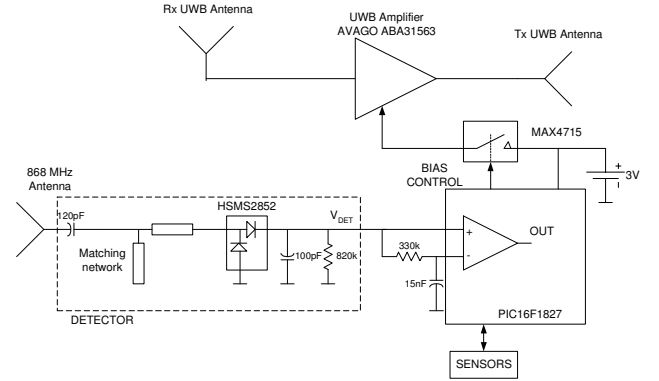 Rx UWB Antenna
UWB Amplifier
AVAGO ABA31563
Tx UWB Antenna
MAX4715
BIAS
CONTROL
+
3V
-
868 MHz
Antenna
120pF
HSMS2852
VDET
Matching
network
100pF
820k
330k
15nF
+
-
OUT
PIC16F1827
DETECTOR
SENSORS